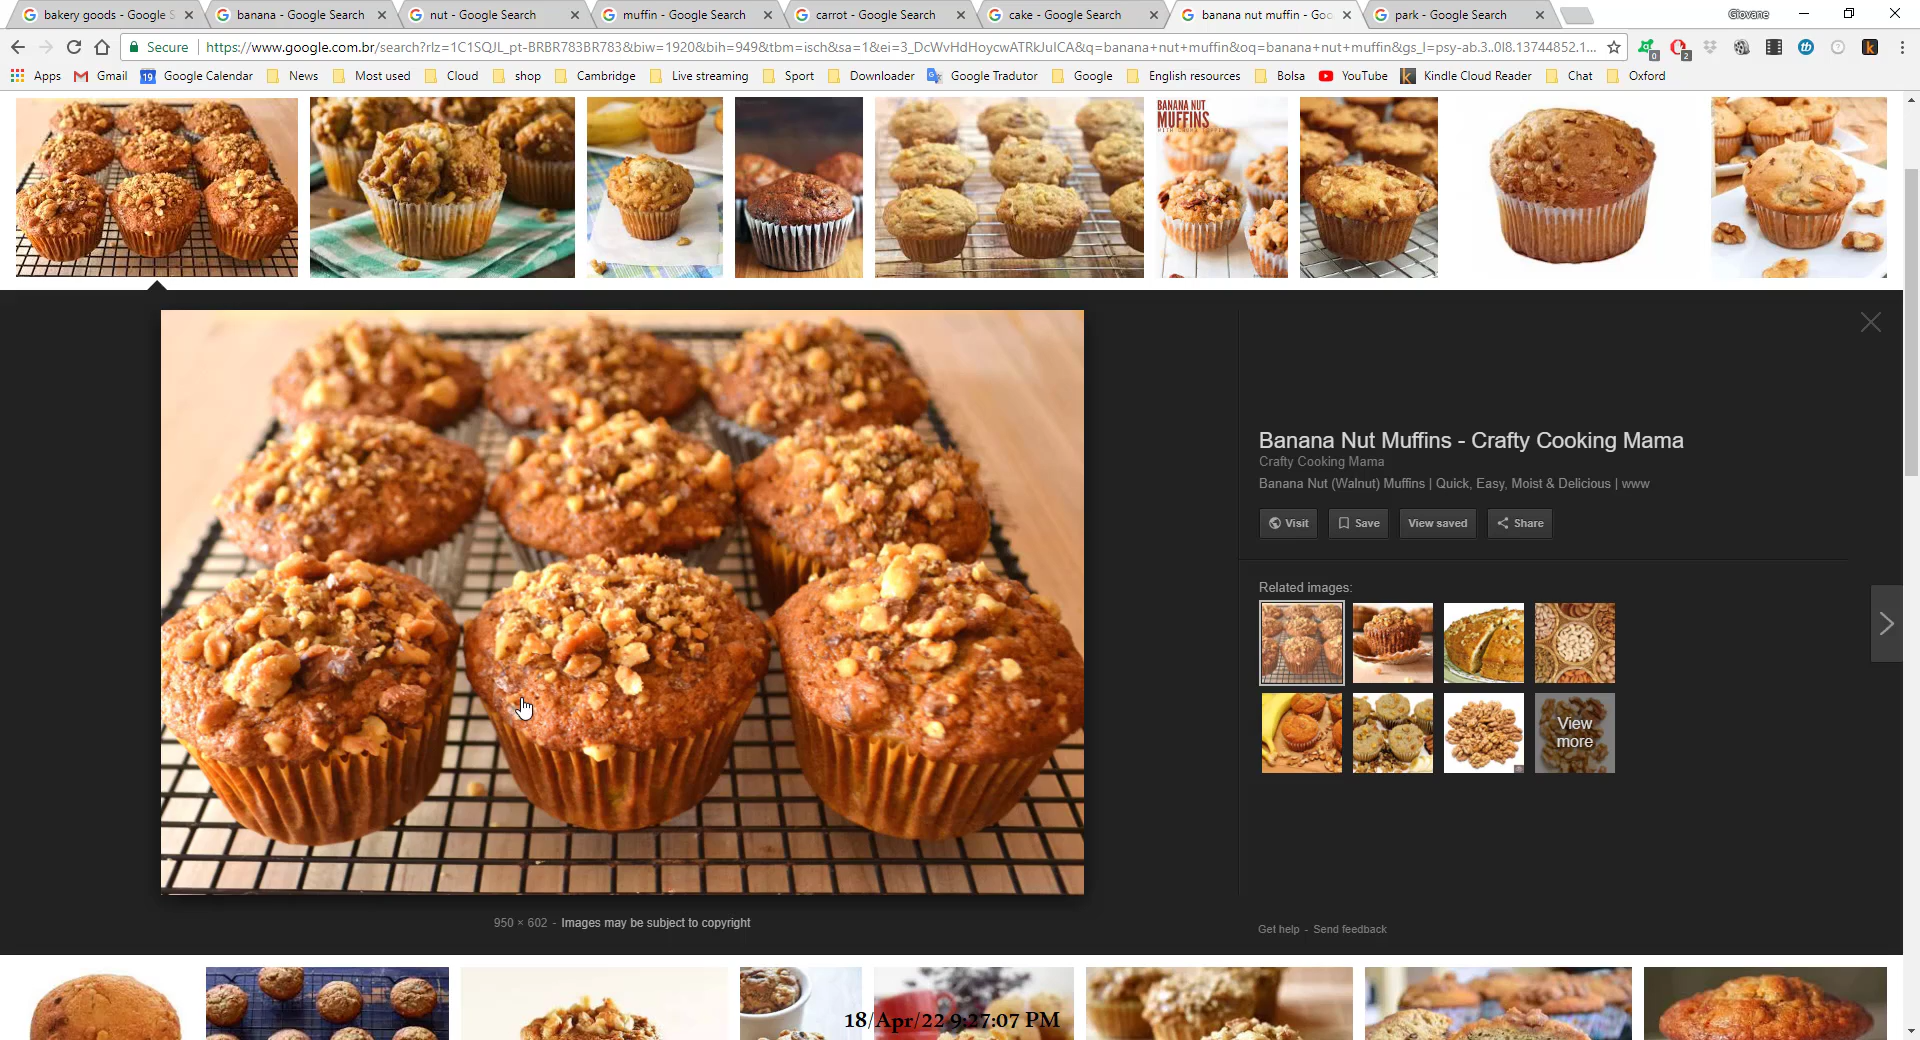 bakery goods - Google S
banana - Google Search
nut - Google Search
muffin - Google Search
carrot - Google Search
cake - Google Search
banana nut muffin - Goo
park - Google Search
Giovane
Secure
https://www.google.com.br/search?rlz=1C1SQJL_pt-BRBR783BR783&biw=1920&bih=949&tbm=isch&sa=1&ei=3_DcWvHdHoycwATRkJuICA&q=banana+nut+muffin&oq=banana+nut+muffin&gs_l=psy-ab.3..0l8.13744852.1...
0
2
Apps
Gmail
19
Google Calendar
News
Most used
Cloud
shop
Cambridge
Live streaming
Sport
Downloader
Google Tradutor
Google
English resources
Bolsa
YouTube
Kindle Cloud Reader
Chat
Oxford
BANANA NUT
MUFFINS
Banana Nut Muffins - Crafty Cooking Mama
Crafty Cooking Mama
Banana Nut (Walnut) Muffins | Quick, Easy, Moist & Delicious | www
Visit
Save
View saved
Share
Related images:
View
more
950 × 602 - Images may be subject to copyright
Get help - Send feedback
18/Apr/22 9:27:07 PM